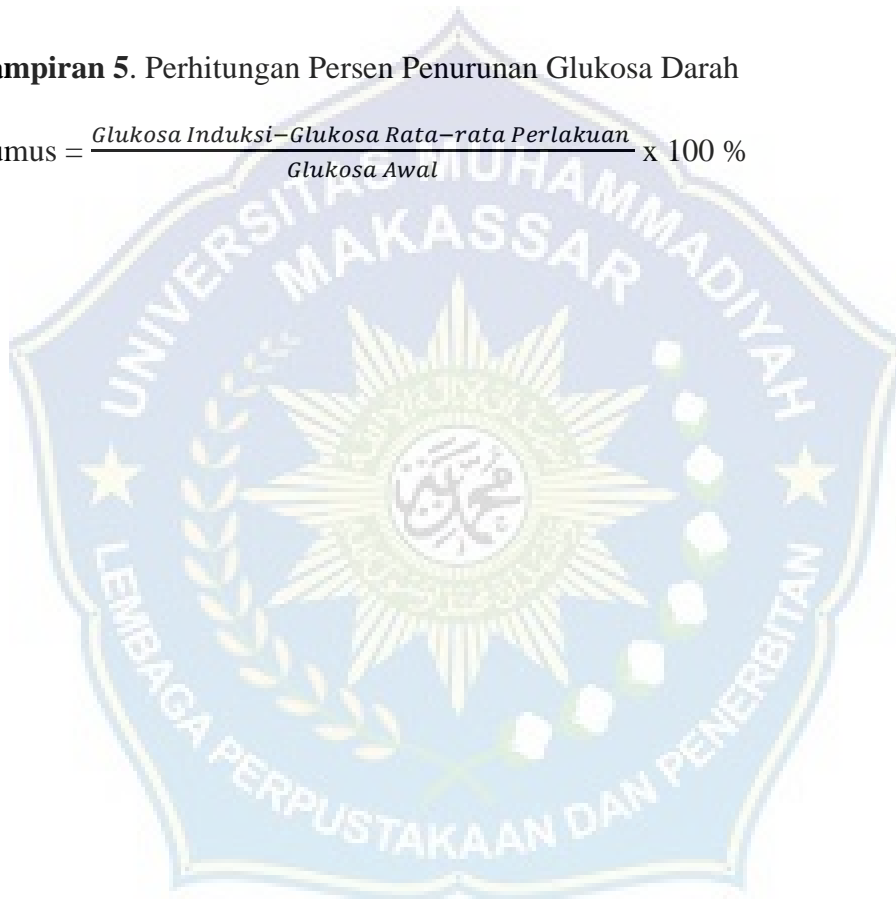 ampiran 5. Perhitungan Persen Penurunan Glukosa Darah
umus = Glukosa Induksi−Glukosa Rata−rata Perlakuan / Glukosa Awal x 100 %
UNIVERSITAS MUHAMMADIYAH
MAKASSAR
LEMBAGA PERPUSTAKAAN DAN PENERBITAN